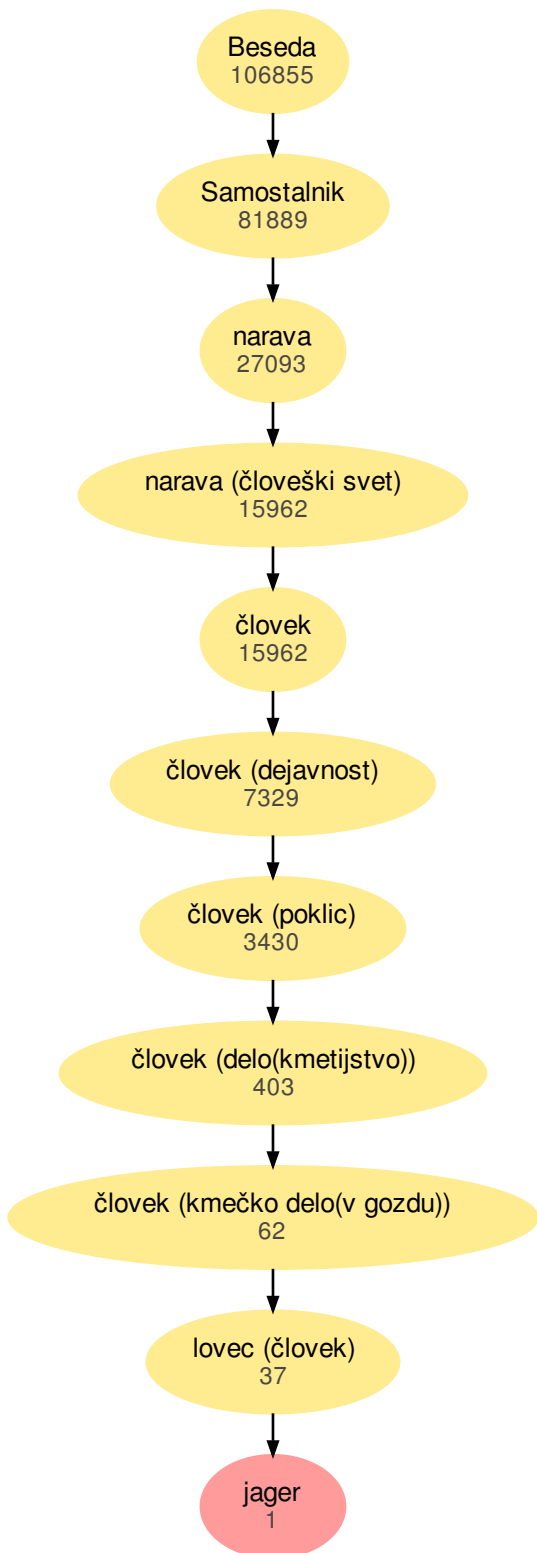 Beseda
106855
Samostalnik
81889
narava
27093
narava (človeški svet)
15962
človek
15962
človek (dejavnost)
7329
človek (poklic)
3430
človek (delo(kmetijstvo))
403
človek (kmečko delo(v gozdu))
62
lovec (človek)
37
jager
1